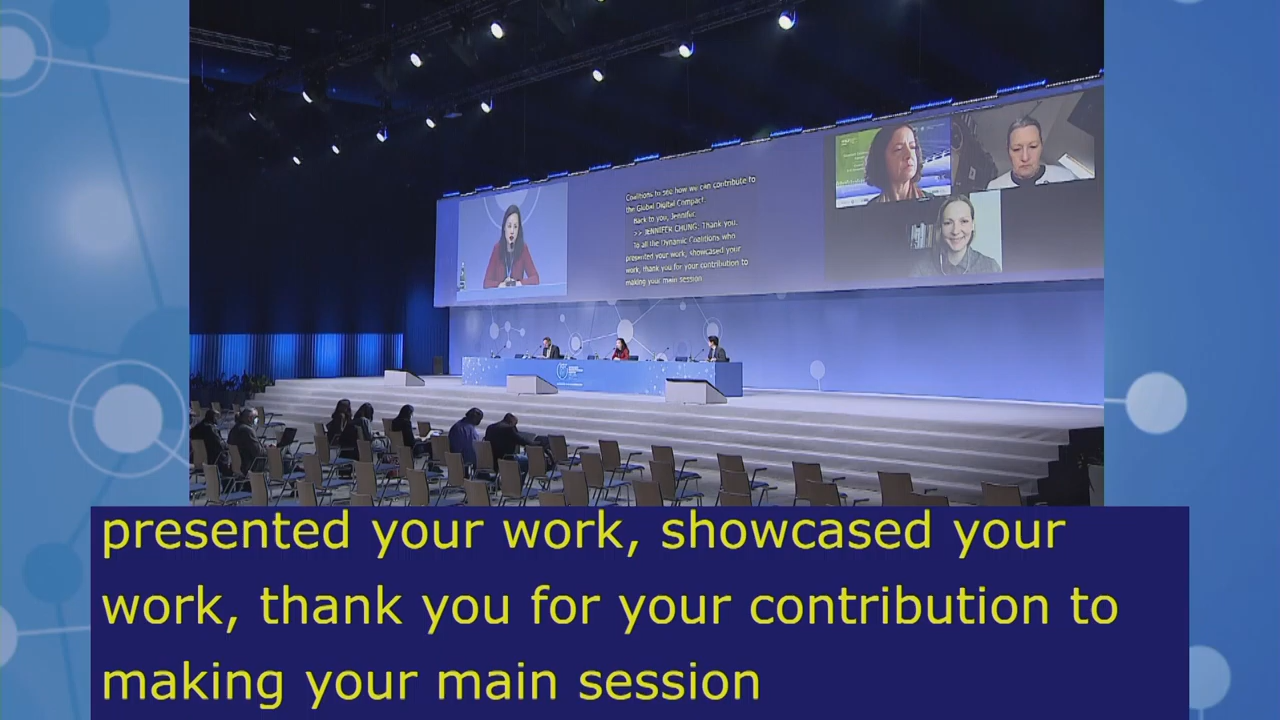 Coalitions to see how we can contribute to
the Global Digital Compact.
Back to you, Jennifer.
>> JENNIFER CHUNG: Thank you.
To all the Dynamic Coalitions who
presented your work, showcased your
work, thank you for your contribution to
making your main session
presented your work, showcased your
work, thank you for your contribution to
making your main session